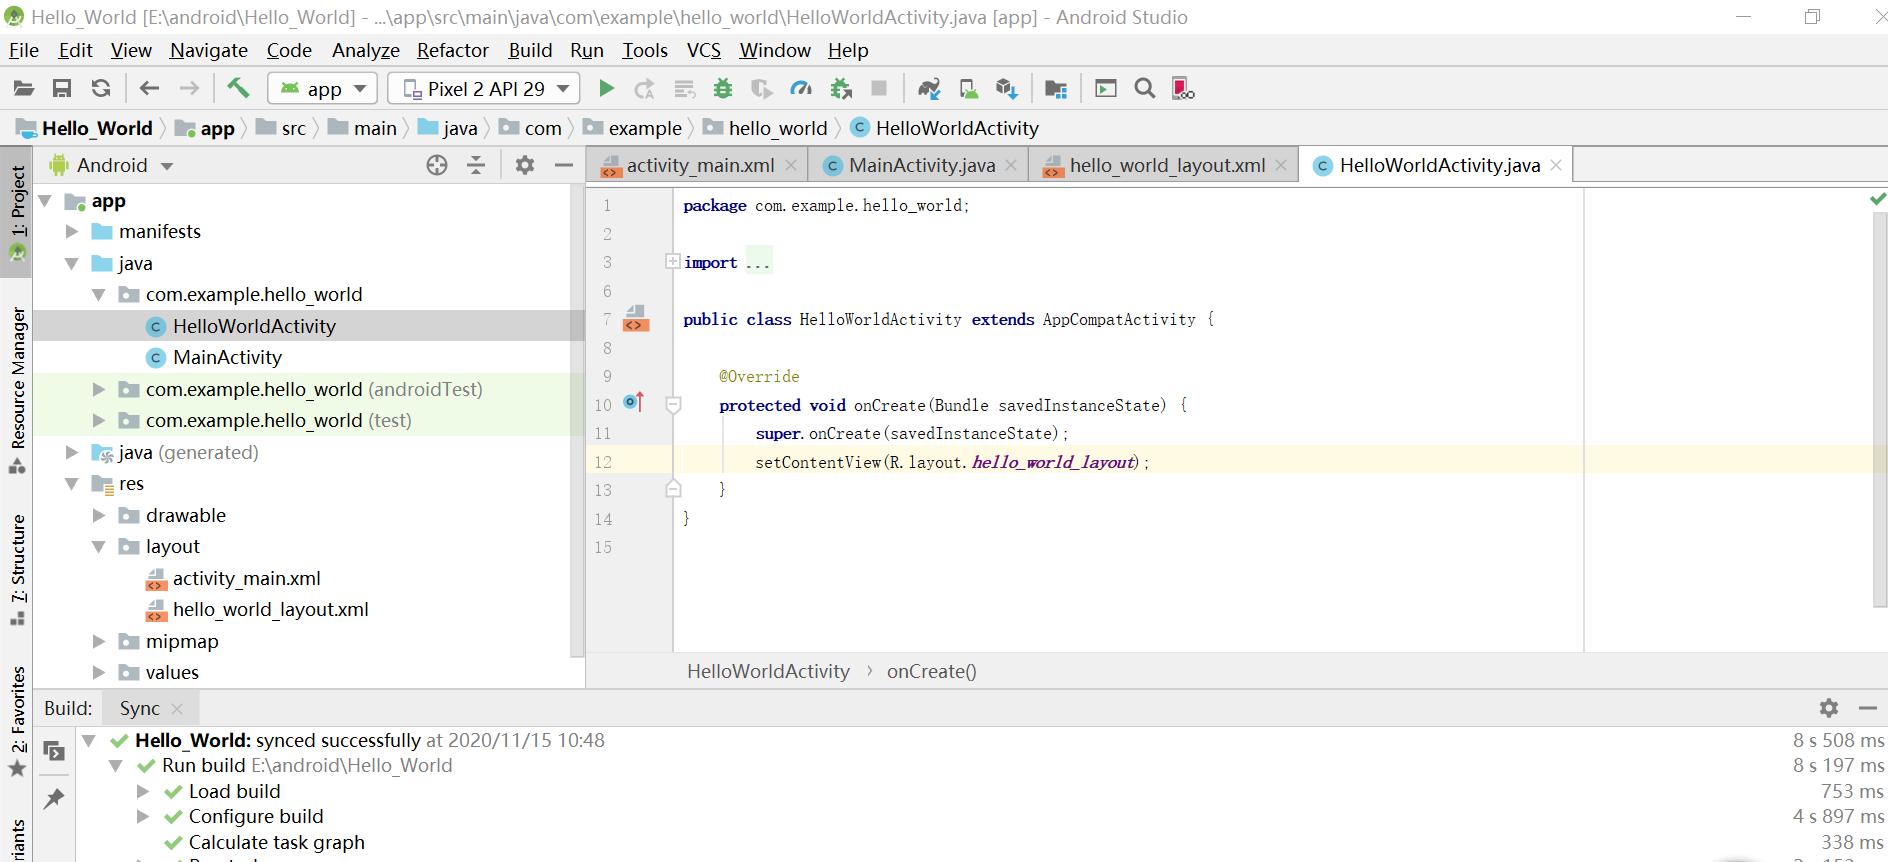 Hello_World [E:\android\Hello_World] - ...\app\src\main\java\com\example\hello_world\HelloWorldActivity.java [app] - Android Studio
File Edit View Navigate Code Analyze Refactor Build Run Tools VCS Window Help
app Pixel 2 API 29
Hello_World app src main java com example hello_world HelloWorldActivity
1: Project
Resource Manager
7: Structure
2: Favorites
riants
Android
app
manifests
java
com.example.hello_world
HelloWorldActivity
MainActivity
com.example.hello_world (androidTest)
com.example.hello_world (test)
java (generated)
res
drawable
layout
activity_main.xml
hello_world_layout.xml
mipmap
values
activity_main.xml MainActivity.java hello_world_layout.xml HelloWorldActivity.java
1 package com.example.hello_world;
2
3 import ...
6
7 public class HelloWorldActivity extends AppCompatActivity {
8
9 @Override
10 protected void onCreate(Bundle savedInstanceState) {
11 super.onCreate(savedInstanceState);
12 setContentView(R.layout.hello_world_layout);
13 }
14 }
15
HelloWorldActivity › onCreate()
Build: Sync
Hello_World: synced successfully at 2020/11/15 10:48 8 s 508 ms
Run build E:\android\Hello_World 8 s 197 ms
Load build 753 ms
Configure build 4 s 897 ms
Calculate task graph 338 ms